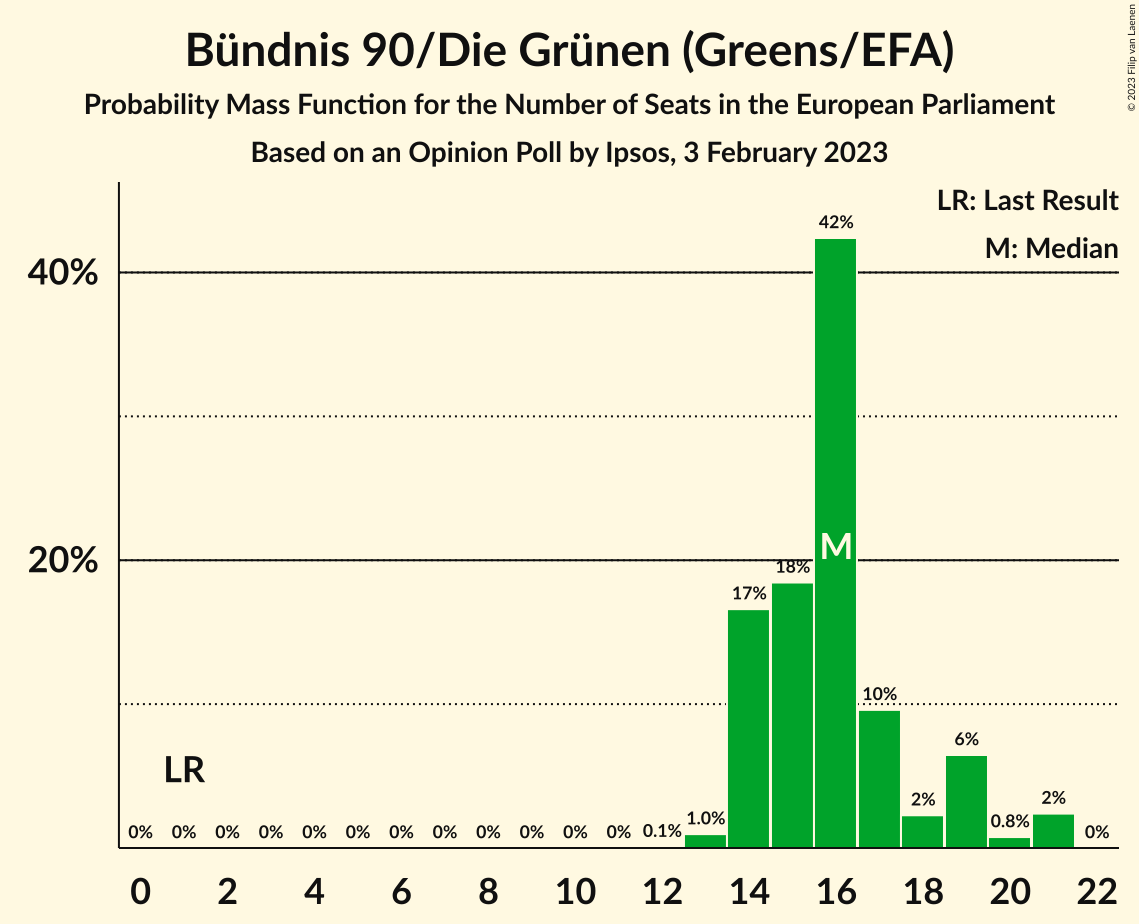 Bündnis 90/Die Grünen (Greens/EFA)
Probability Mass Function for the Number of Seats in the European Parliament
Based on an Opinion Poll by Ipsos, 3 February 2023
© 2023 Filip van Laenen
LR: Last Result
M: Median
42%
40%
M
20%
18%
17%
10%
LR
6%
2%
2%
0% 0% 0% 0% 0% 0% 0% 0% 0% 0% 0% 0% 0.1% 1.0% 0.8% 0%
0 2 4 6 8 10 12 14 16 18 20 22